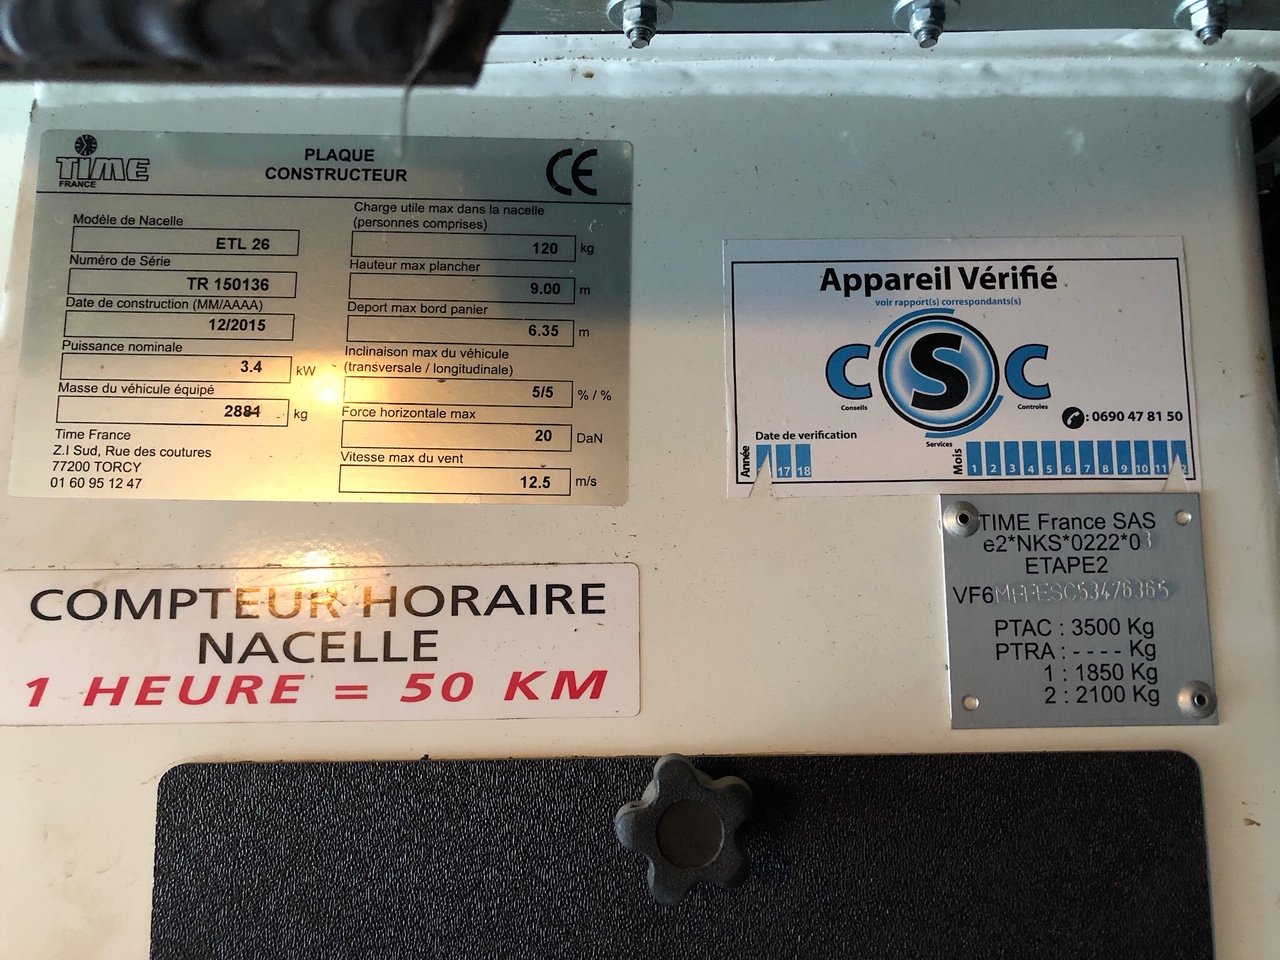 TIME
FRANCE
PLAQUE
CONSTRUCTEUR
CE
Modèle de Nacelle
ETL 26
Numéro de Série
TR 150136
Date de construction (MM/AAAA)
12/2015
Puissance nominale
3.4 kW
Masse du véhicule équipé
2881 kg
Time France
Z.I Sud, Rue des coutures
77200 TORCY
01 60 95 12 47
Charge utile max dans la nacelle
(personnes comprises)
120 kg
Hauteur max plancher
9.00 m
Deport max bord panier
6.35 m
Inclinaison max du véhicule
(transversale / longitudinale)
5/5 % / %
Force horizontale max
20 DaN
Vitesse max du vent
12.5 m/s
Appareil Vérifié
voir rapport(s) correspondants(s)
CSC
Conseils
Services
Controles
: 0690 47 81 50
Date de verification
Année 17 18
Mois 1 2 3 4 5 6 7 8 9 10 11
COMPTEUR HORAIRE
NACELLE
1 HEURE = 50 KM
TIME France SAS
e2*NKS*0222*03
ETAPE2
VF6MFFESC53476365
PTAC : 3500 Kg
PTRA : - - - - Kg
1 : 1850 Kg
2 : 2100 Kg